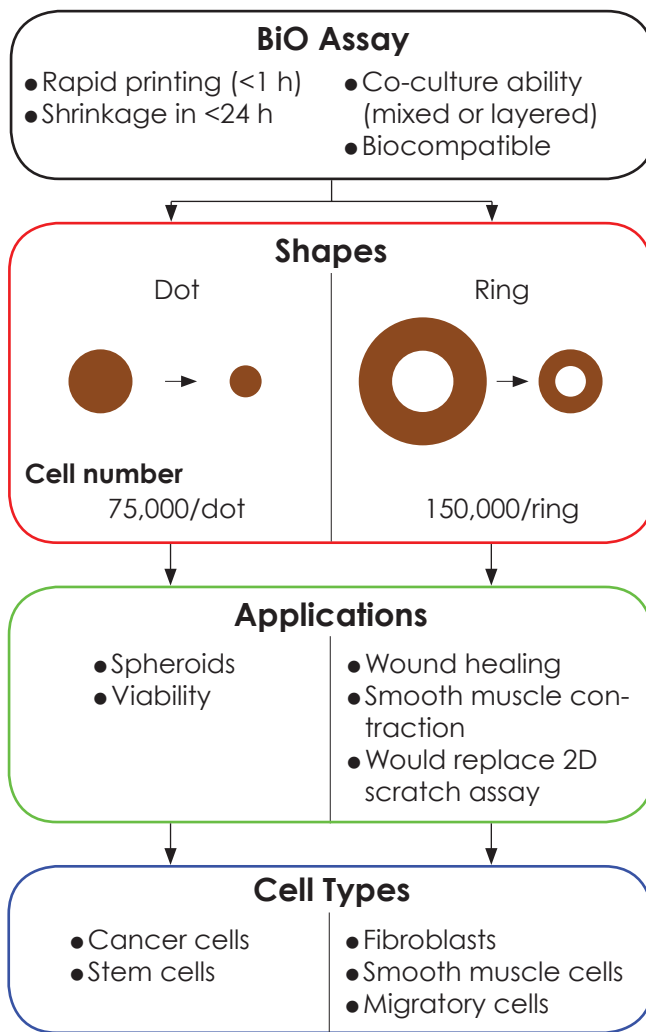 BiO Assay
● Rapid printing (<1 h)
● Shrinkage in <24 h
● Co-culture ability
(mixed or layered)
● Biocompatible
Shapes
Dot
Ring
Cell number
75,000/dot
150,000/ring
Applications
● Spheroids
● Viability
● Wound healing
● Smooth muscle con-
traction
● Would replace 2D
scratch assay
Cell Types
● Cancer cells
● Stem cells
● Fibroblasts
● Smooth muscle cells
● Migratory cells